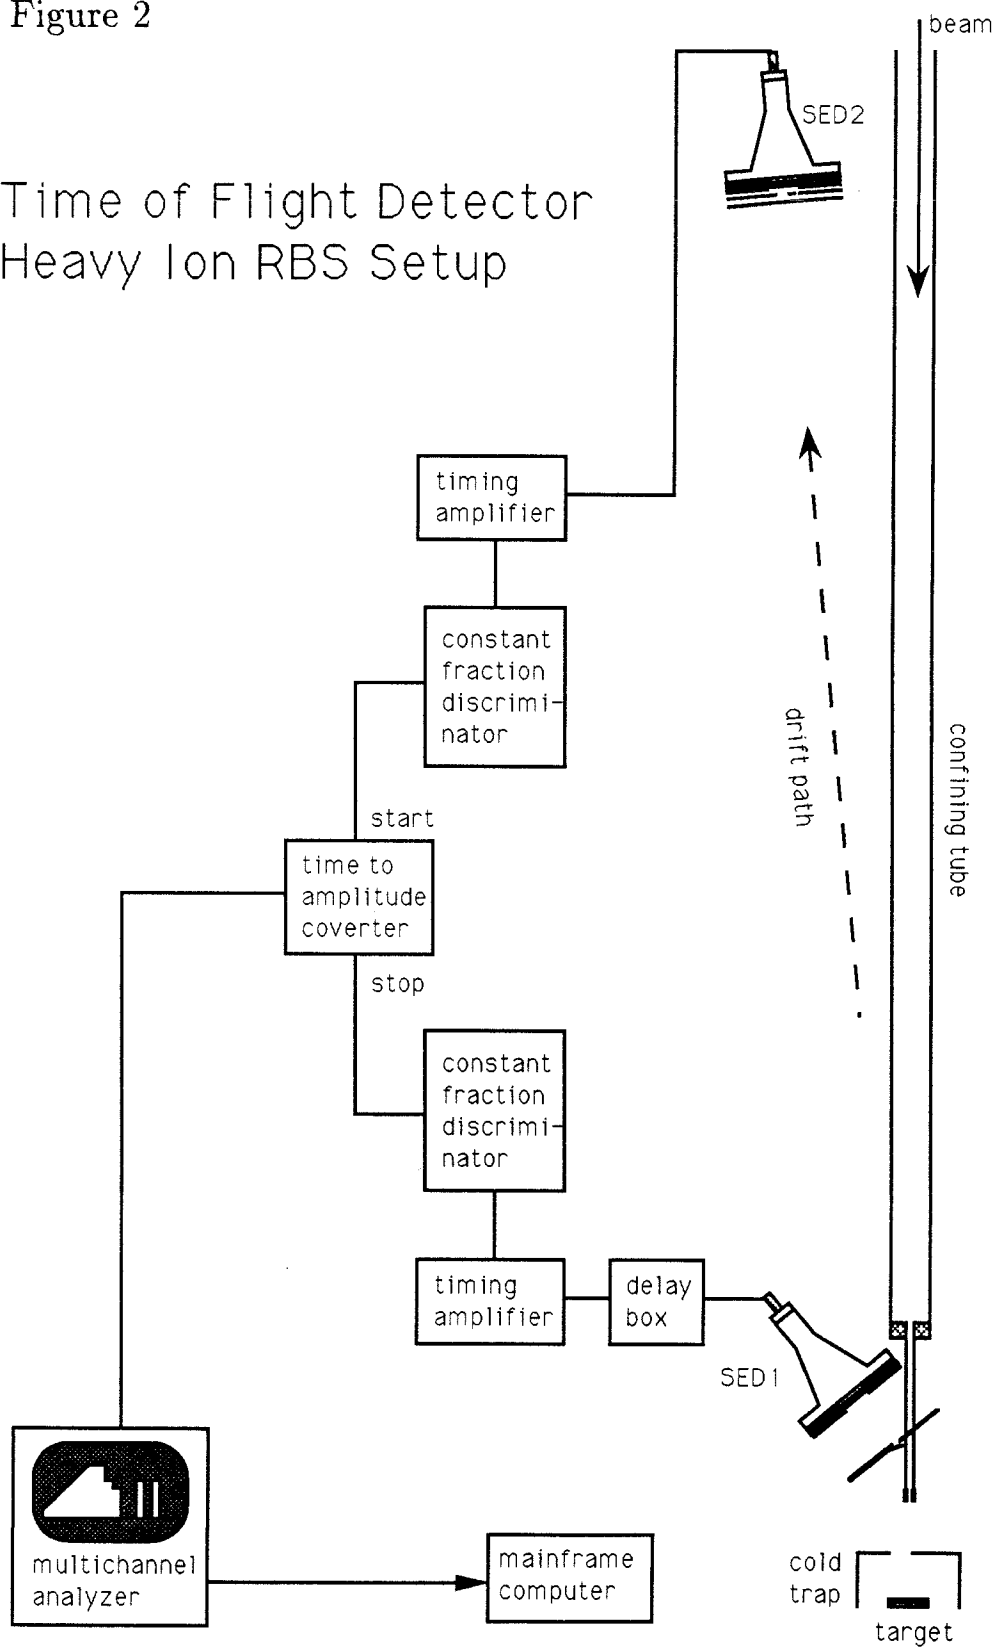 Figure 2
beam
SED2
Time of Flight Detector
Heavy Ion RBS Setup
timing
amplifier
constant
fraction
discrimi-
nator
drift path
confining tube
start
time to
amplitude
coverter
stop
constant
fraction
discrimi-
nator
timing
amplifier
delay
box
SED1
multichannel
analyzer
mainframe
computer
cold
trap
target